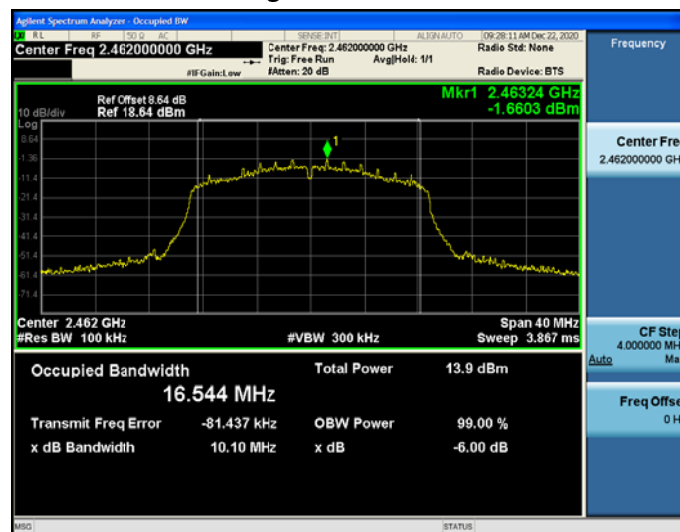 Agilent Spectrum Analyzer - Occupied BW
RL RF 50 Ω AC SENSE:INT ALIGN AUTO 09:28:11 AM Dec 22, 2020
Center Freq 2.462000000 GHz
Center Freq: 2.462000000 GHz
Radio Std: None
Trig: Free Run Avg|Hold: 1/1
#IFGain:Low #Atten: 20 dB Radio Device: BTS
Frequency
Mkr1 2.46324 GHz
-1.6603 dBm
Ref Offset 8.64 dB
10 dB/div Ref 18.64 dBm
Log
1
8.64
-1.36
-11.4
-21.4
-31.4
-41.4
-51.4
-61.4
-71.4
Center Fre
2.462000000 GH
Center 2.462 GHz Span 40 MHz
#Res BW 100 kHz #VBW 300 kHz Sweep 3.867 ms
CF Ste
4.000000 MH
Auto Ma
Occupied Bandwidth Total Power 13.9 dBm
16.544 MHz
Transmit Freq Error -81.437 kHz OBW Power 99.00 %
x dB Bandwidth 10.10 MHz x dB -6.00 dB
Freq Offse
0 H
MSG STATUS